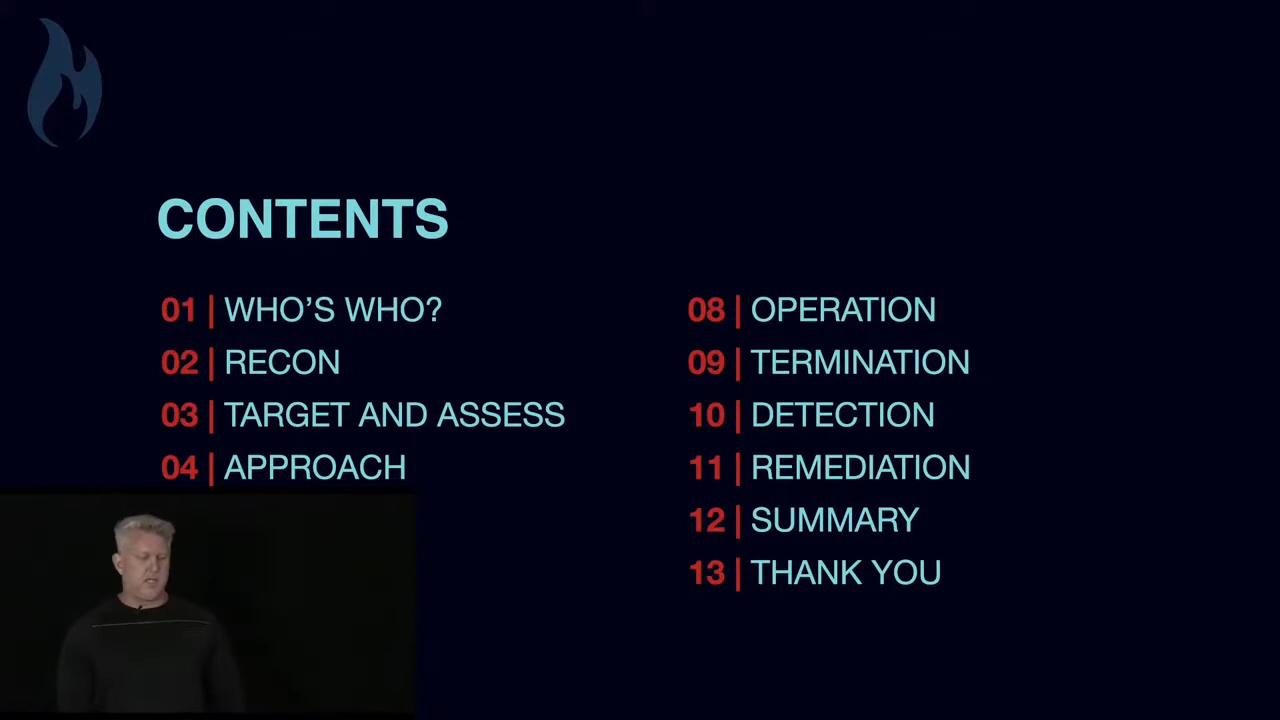 CONTENTS
01 | WHO'S WHO?
02 | RECON
03 | TARGET AND ASSESS
04 | APPROACH
08 | OPERATION
09 | TERMINATION
10 | DETECTION
11 | REMEDIATION
12 | SUMMARY
13 | THANK YOU